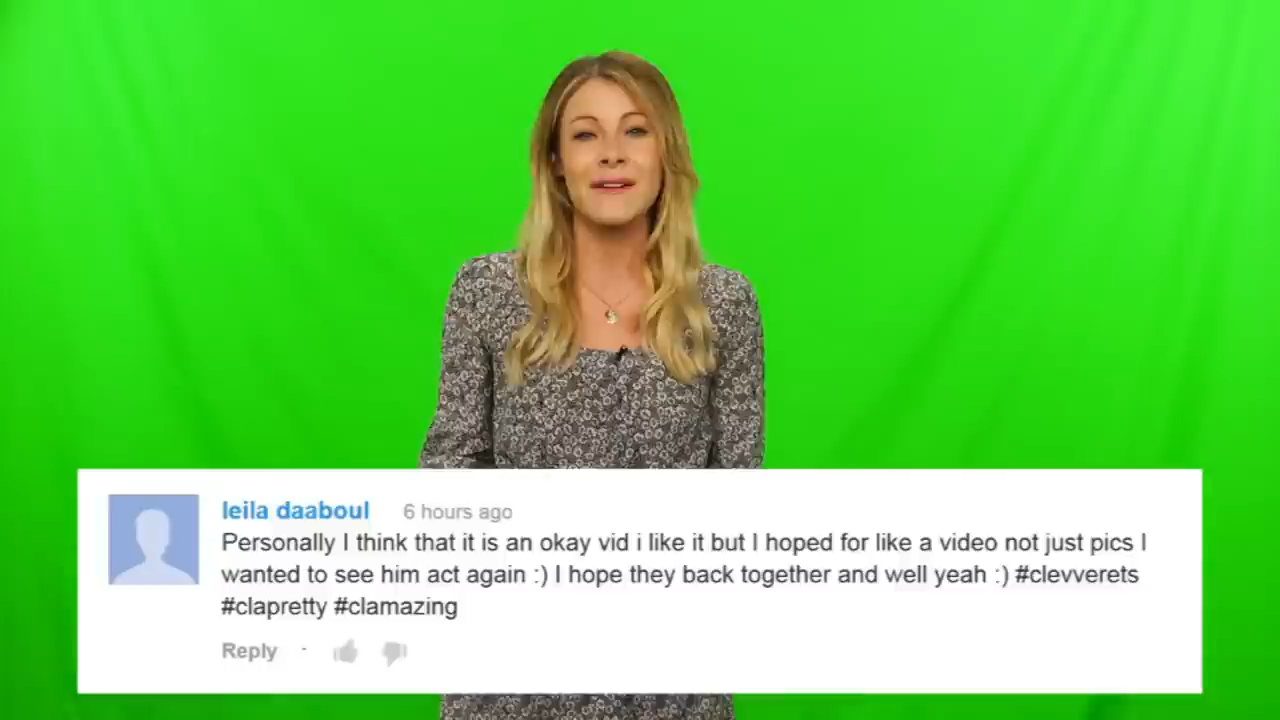 leila daaboul 6 hours ago
Personally I think that it is an okay vid i like it but I hoped for like a video not just pics I
wanted to see him act again :) I hope they back together and well yeah :) #clevverets
#clapretty #clamazing
Reply ·